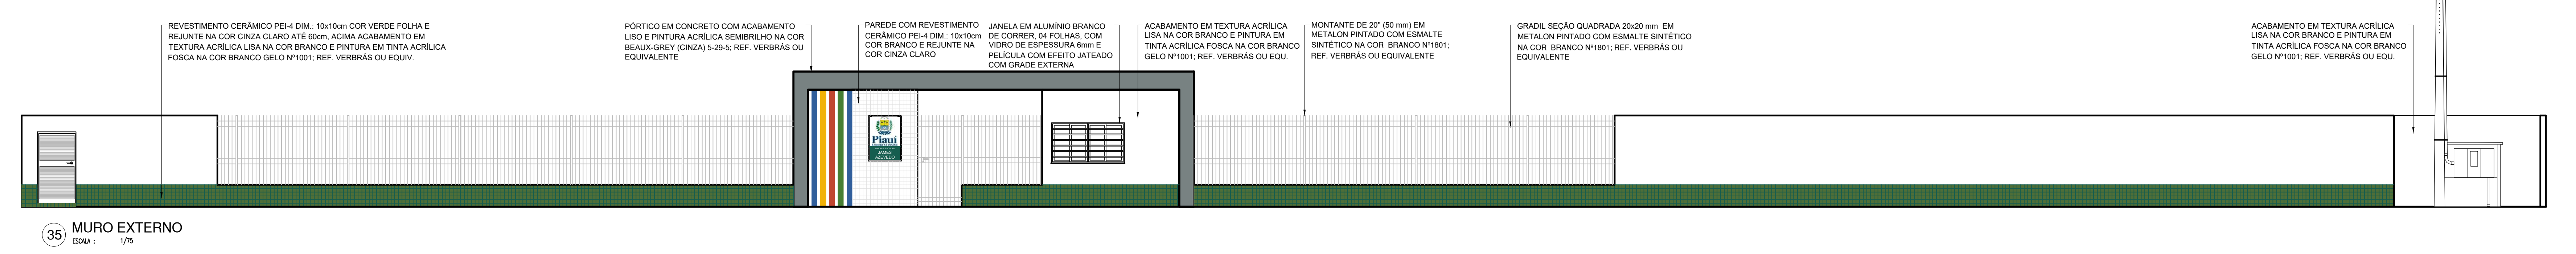 REVESTIMENTO CERÂMICO PEI-4 DIM.: 10x10cm COR VERDE FOLHA E
REJUNTE NA COR CINZA CLARO ATÉ 60cm, ACIMA ACABAMENTO EM
TEXTURA ACRÍLICA LISA NA COR BRANCO E PINTURA EM TINTA ACRÍLICA
FOSCA NA COR BRANCO GELO Nº1001; REF. VERBRÁS OU EQUIV.
PÓRTICO EM CONCRETO COM ACABAMENTO
LISO E PINTURA ACRÍLICA SEMIBRILHO NA COR
BEAUX-GREY (CINZA) 5-29-5; REF. VERBRÁS OU
EQUIVALENTE
PAREDE COM REVESTIMENTO
CERÂMICO PEI-4 DIM.: 10x10cm
COR BRANCO E REJUNTE NA
COR CINZA CLARO
JANELA EM ALUMÍNIO BRANCO
DE CORRER, 04 FOLHAS, COM
VIDRO DE ESPESSURA 6mm E
PELÍCULA COM EFEITO JATEADO
COM GRADE EXTERNA
ACABAMENTO EM TEXTURA ACRÍLICA
LISA NA COR BRANCO E PINTURA EM
TINTA ACRÍLICA FOSCA NA COR BRANCO
GELO Nº1001; REF. VERBRÁS OU EQU.
MONTANTE DE 20" (50 mm) EM
METALON PINTADO COM ESMALTE
SINTÉTICO NA COR BRANCO Nº1801;
REF. VERBRÁS OU EQUIVALENTE
GRADIL SEÇÃO QUADRADA 20x20 mm EM
METALON PINTADO COM ESMALTE SINTÉTICO
NA COR BRANCO Nº1801; REF. VERBRÁS OU
EQUIVALENTE
ACABAMENTO EM TEXTURA ACRÍLICA
LISA NA COR BRANCO E PINTURA EM
TINTA ACRÍLICA FOSCA NA COR BRANCO
GELO Nº1001; REF. VERBRÁS OU EQU.
Piauí
JAMES
AZEVEDO
35 MURO EXTERNO
ESCALA : 1/75